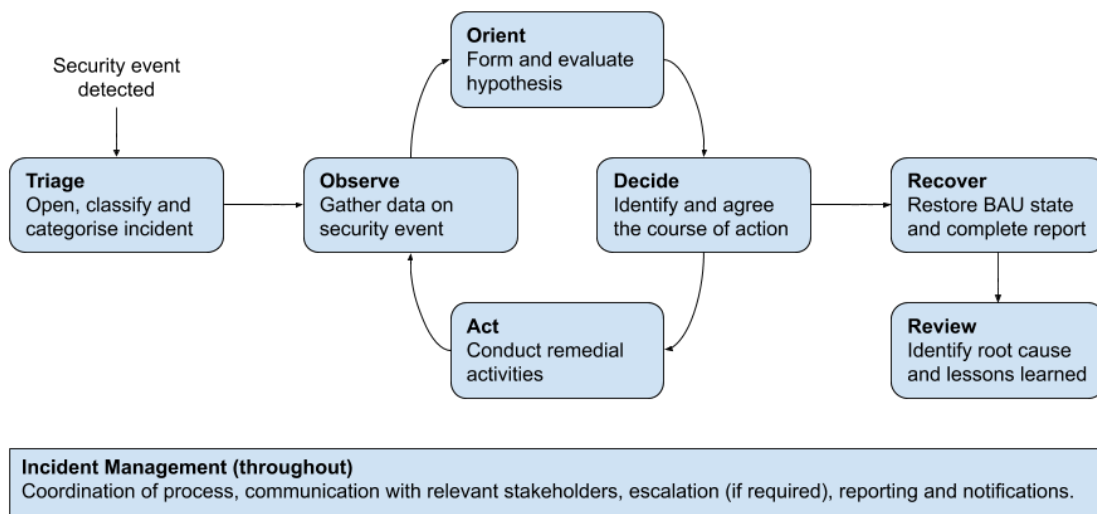 Security event
detected
Triage
Open, classify and
categorise incident
Observe
Gather data on
security event
Orient
Form and evaluate
hypothesis
Decide
Identify and agree
the course of action
Act
Conduct remedial
activities
Recover
Restore BAU state
and complete report
Review
Identify root cause
and lessons learned
Incident Management (throughout)
Coordination of process, communication with relevant stakeholders, escalation (if required), reporting and notifications.